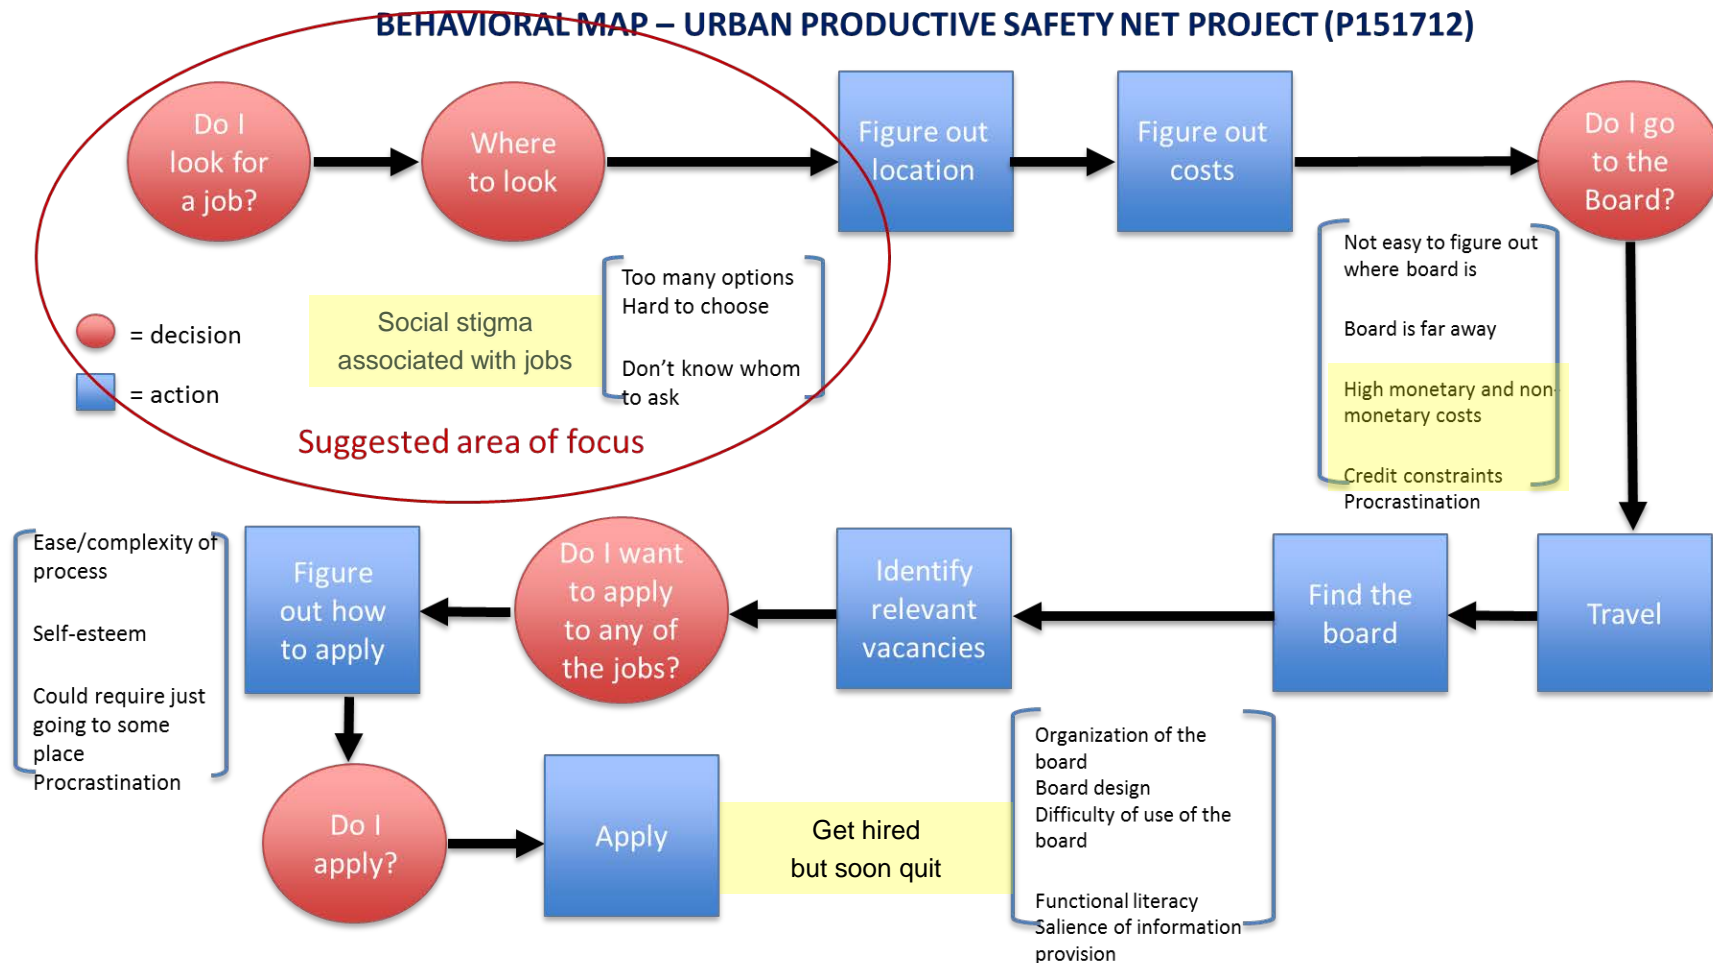 BEHAVIORAL MAP – URBAN PRODUCTIVE SAFETY NET PROJECT (P151712)
Do I
look for
a job?
Where
to look
Figure out
location
Figure out
costs
Do I go
to the
Board?
= decision
= action
Social stigma
associated with jobs
Too many options
Hard to choose
Don’t know whom
to ask
Suggested area of focus
Not easy to figure out
where board is
Board is far away
High monetary and non-
monetary costs
Credit constraints
Procrastination
Travel
Find the
board
Identify
relevant
vacancies
Do I want
to apply
to any of
the jobs?
Figure
out how
to apply
Ease/complexity of
process
Self-esteem
Could require just
going to some
place
Procrastination
Do I
apply?
Apply
Get hired
but soon quit
Organization of the
board
Board design
Difficulty of use of the
board
Functional literacy
Salience of information
provision